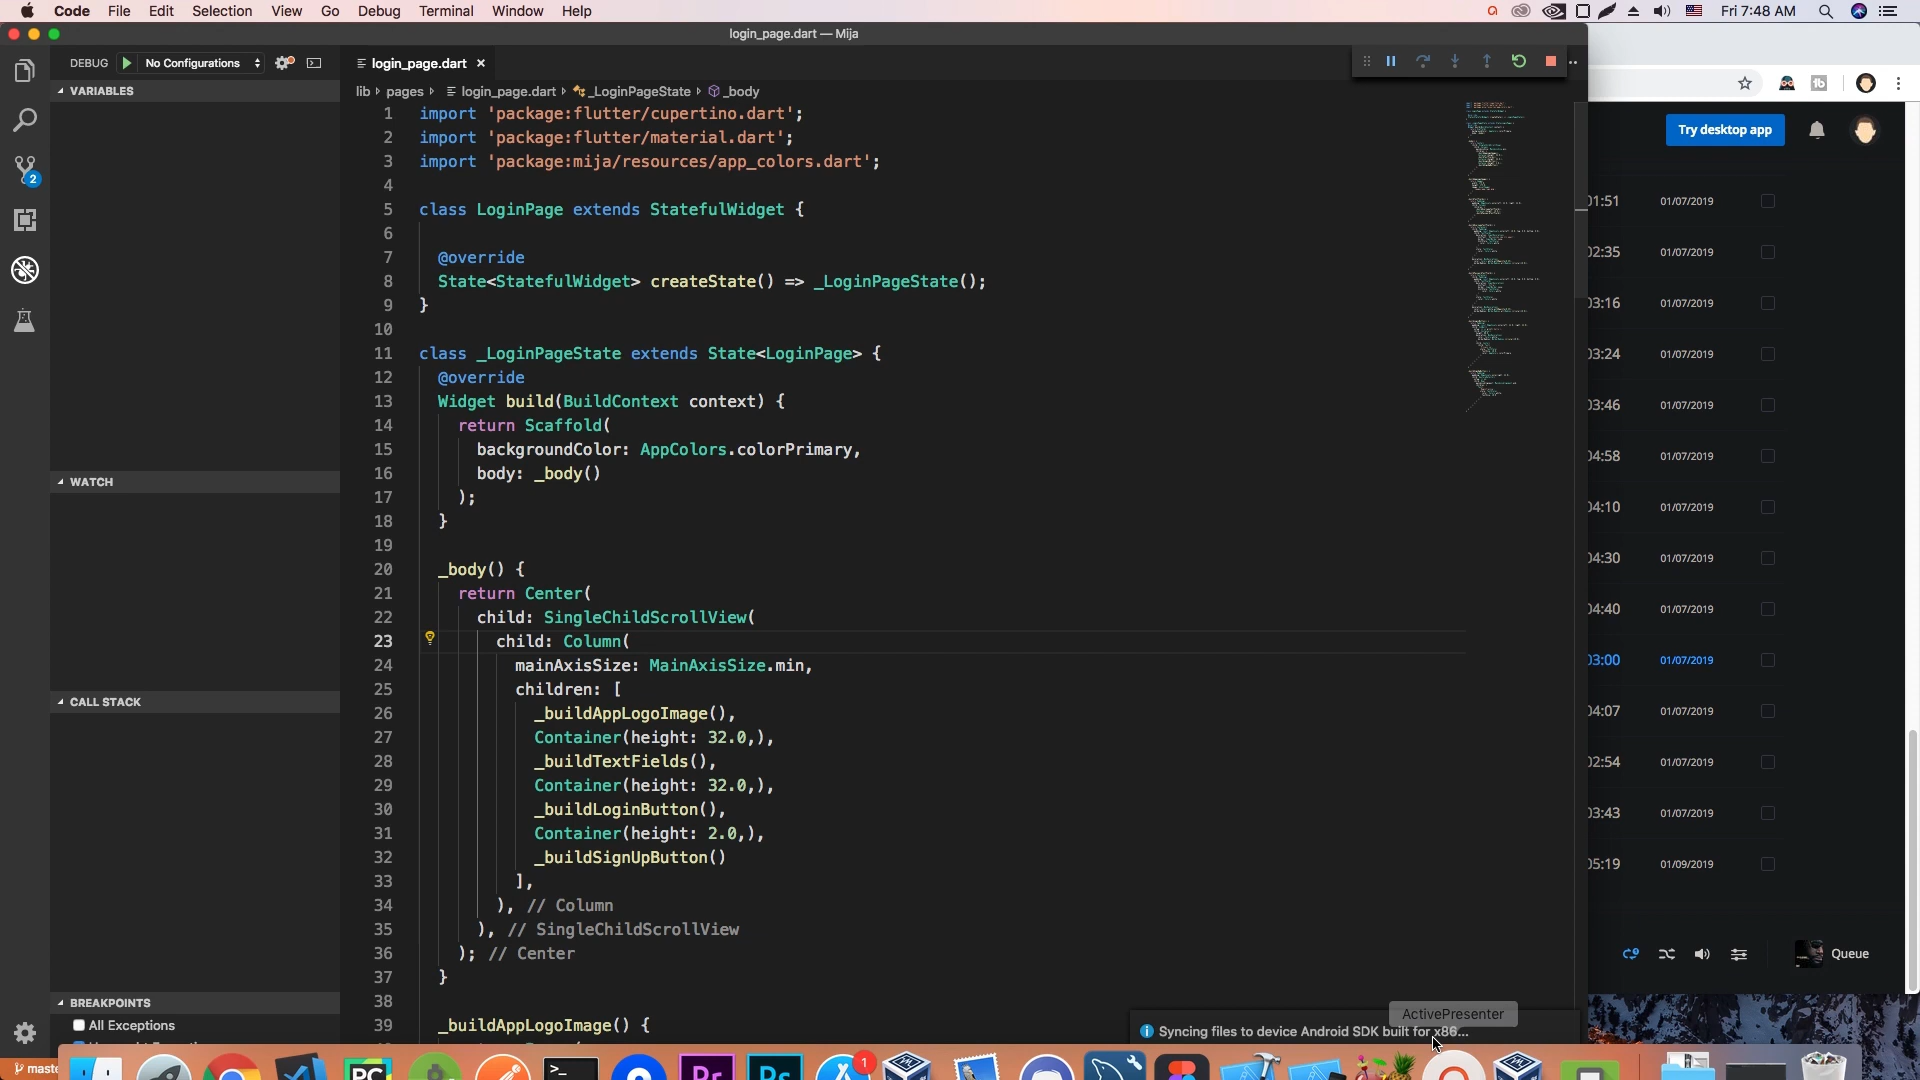 Code File Edit Selection View Go Debug Terminal Window Help
Fri 7:48 AM
login_page.dart — Mija
DEBUG No Configurations
login_page.dart
VARIABLES
lib pages login_page.dart _LoginPageState _body
1 import 'package:flutter/cupertino.dart';
2 import 'package:flutter/material.dart';
3 import 'package:mija/resources/app_colors.dart';
4
5 class LoginPage extends StatefulWidget {
6
7 @override
8 State<StatefulWidget> createState() => _LoginPageState();
9 }
10
11 class _LoginPageState extends State<LoginPage> {
12 @override
13 Widget build(BuildContext context) {
14 return Scaffold(
15 backgroundColor: AppColors.colorPrimary,
16 body: _body()
17 );
18 }
19
20 _body() {
21 return Center(
22 child: SingleChildScrollView(
23 child: Column(
24 mainAxisSize: MainAxisSize.min,
25 children: [
26 _buildAppLogoImage(),
27 Container(height: 32.0,),
28 _buildTextFields(),
29 Container(height: 32.0,),
30 _buildLoginButton(),
31 Container(height: 2.0,),
32 _buildSignUpButton()
33 ],
34 ), // Column
35 ), // SingleChildScrollView
36 ); // Center
37 }
38
39 _buildAppLogoImage() {
WATCH
CALL STACK
BREAKPOINTS
All Exceptions
2
Try desktop app
01:51 01/07/2019
02:35 01/07/2019
03:16 01/07/2019
03:24 01/07/2019
03:46 01/07/2019
04:58 01/07/2019
04:10 01/07/2019
04:30 01/07/2019
04:40 01/07/2019
03:00 01/07/2019
04:07 01/07/2019
02:54 01/07/2019
03:43 01/07/2019
05:19 01/09/2019
Queue
ActivePresenter
Syncing files to device Android SDK built for x86...
PC
Pr
Ps
1